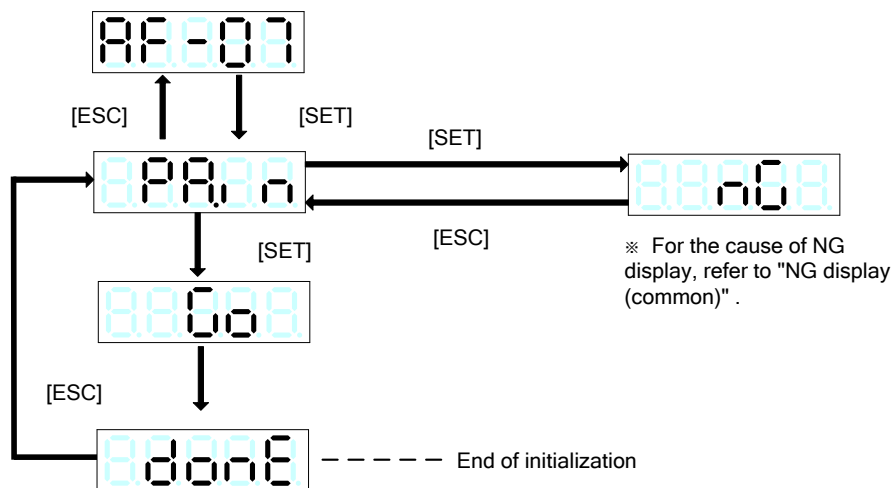 AF-07
[ESC]
[SET]
[SET]
PA.in
nG
[SET]
[ESC]
※ For the cause of NG
display, refer to "NG display
(common)" .
Go
[ESC]
donE
End of initialization